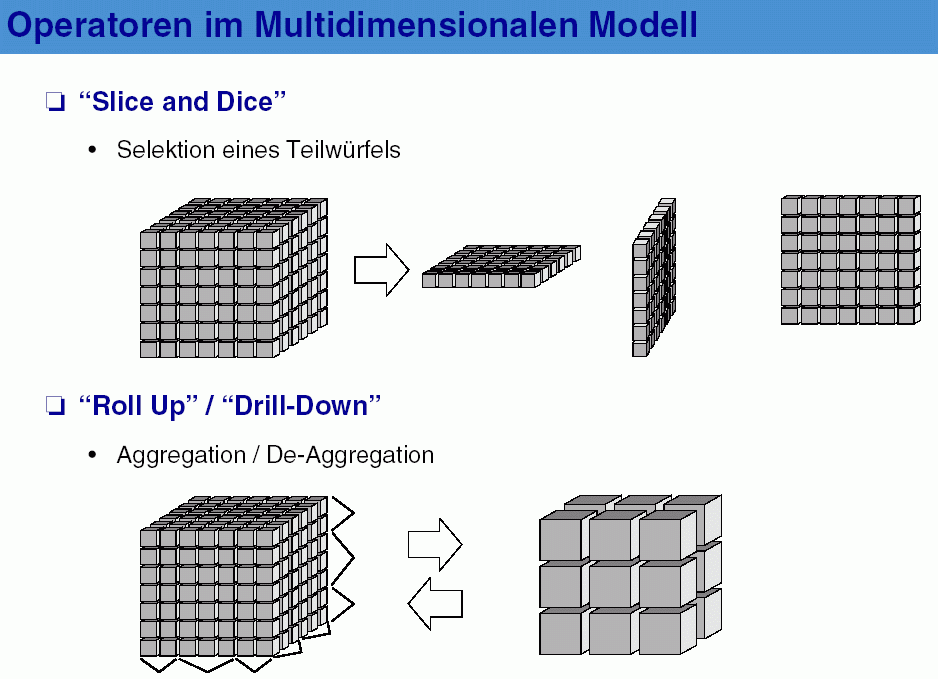 Operatoren im Multidimensionalen Modell
❏ “Slice and Dice”
• Selektion eines Teilwürfels
❏ “Roll Up” / “Drill-Down”
• Aggregation / De-Aggregation